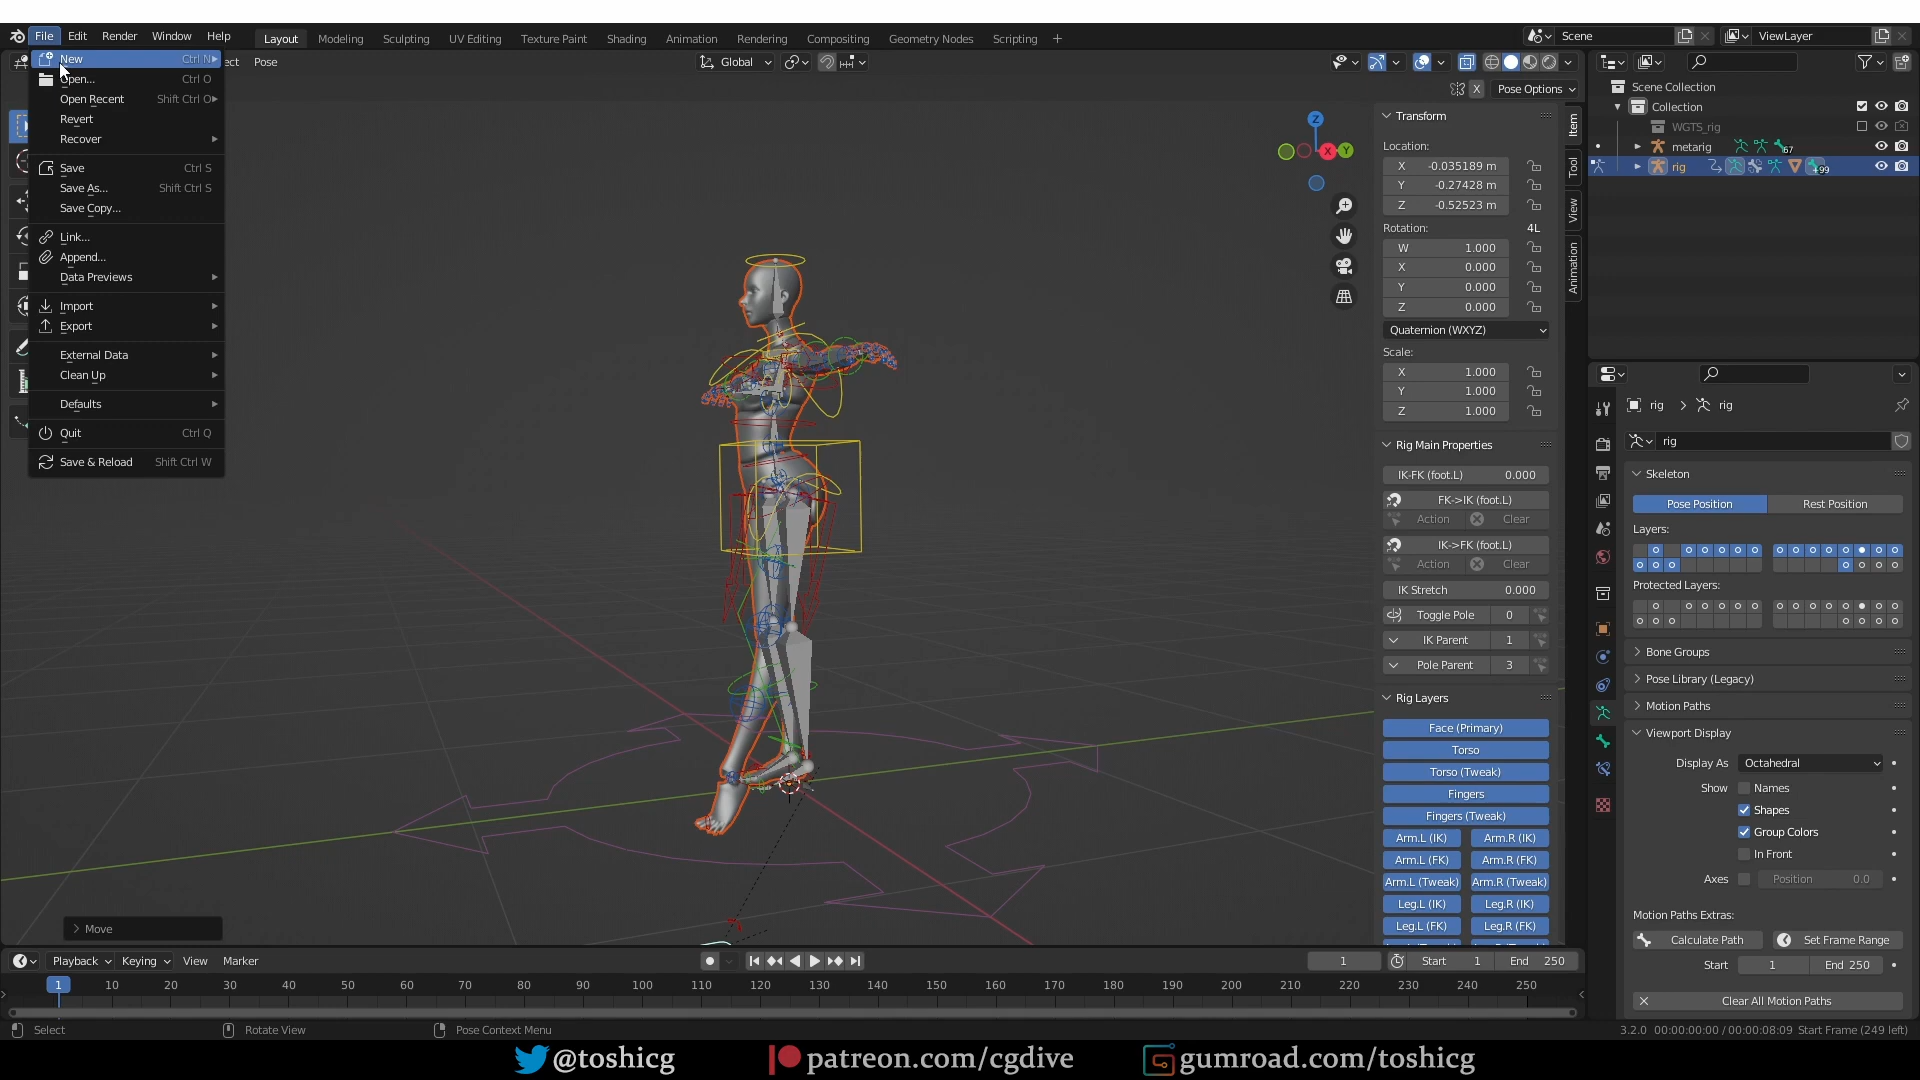 File Edit Render Window Help Layout Modeling Sculpting UV Editing Texture Paint Shading Animation Rendering Compositing Geometry Nodes Scripting + Scene ViewLayer
ect Pose Global
X Pose Options
New Ctrl N
Open... Ctrl O
Open Recent Shift Ctrl O
Revert
Recover
Save Ctrl S
Save As... Shift Ctrl S
Save Copy...
Link...
Append...
Data Previews
Import
Export
External Data
Clean Up
Defaults
Quit Ctrl Q
Save & Reload Shift Ctrl W
Z
X Y
Transform
Location:
X -0.035189 m
Y -0.27428 m
Z -0.52523 m
Rotation: 4L
W 1.000
X 0.000
Y 0.000
Z 0.000
Quaternion (WXYZ)
Scale:
X 1.000
Y 1.000
Z 1.000
Rig Main Properties
IK-FK (foot.L) 0.000
FK->IK (foot.L)
Action Clear
IK->FK (foot.L)
Action Clear
IK Stretch 0.000
Toggle Pole 0
IK Parent 1
Pole Parent 3
Rig Layers
Face (Primary)
Torso
Torso (Tweak)
Fingers
Fingers (Tweak)
Arm.L (IK) Arm.R (IK)
Arm.L (FK) Arm.R (FK)
Arm.L (Tweak) Arm.R (Tweak)
Leg.L (IK) Leg.R (IK)
Leg.L (FK) Leg.R (FK)
Item
Tool
View
Animation
Scene Collection
Collection
WGTS_rig
metarig 67
rig +99
rig rig
rig
Skeleton
Pose Position Rest Position
Layers:
Protected Layers:
Bone Groups
Pose Library (Legacy)
Motion Paths
Viewport Display
Display As Octahedral
Show Names
Shapes
Group Colors
In Front
Axes Position 0.0
Motion Paths Extras:
Calculate Path Set Frame Range
Start 1 End 250
Clear All Motion Paths
Move
Playback Keying View Marker 1 Start 1 End 250
1 10 20 30 40 50 60 70 80 90 100 110 120 130 140 150 160 170 180 190 200 210 220 230 240 250
Select Rotate View Pose Context Menu 3.2.0 00:00:00:00 / 00:00:08:09 Start Frame (249 left)
@toshicg patreon.com/cgdive gumroad.com/toshicg